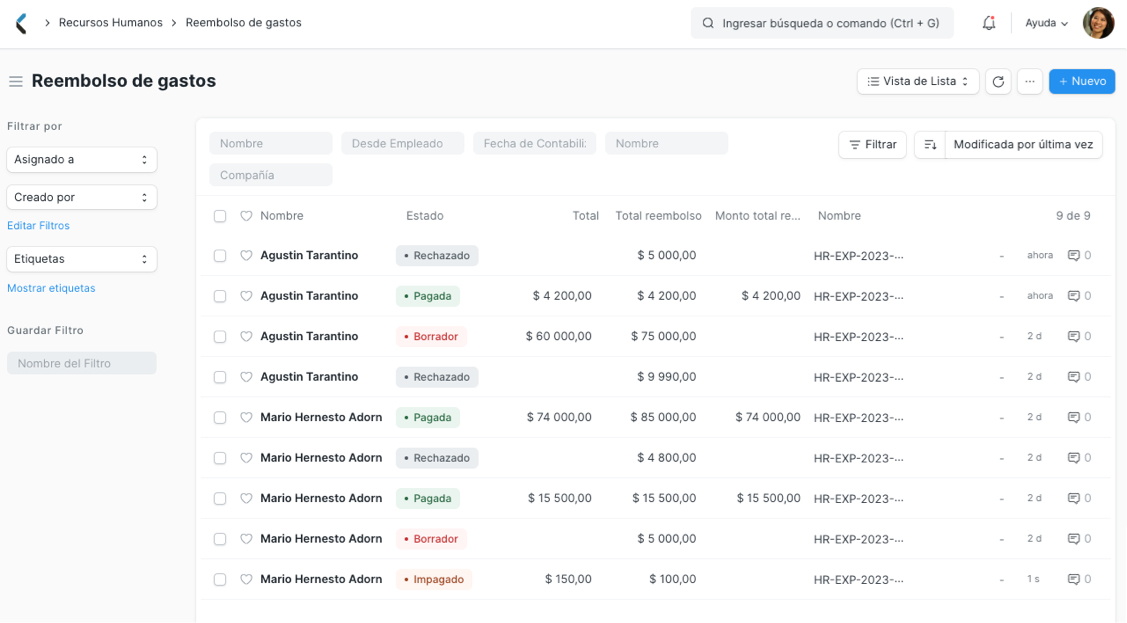 Recursos Humanos Reembolso de gastos Ingresar búsqueda o comando (Ctrl + G) Ayuda
Reembolso de gastos Vista de Lista ··· + Nuevo
Filtrar por
Asignado a
Creado por
Editar Filtros
Etiquetas
Mostrar etiquetas
Guardar Filtro
Nombre del Filtro
Nombre Desde Empleado Fecha de Contabili: Nombre Filtrar Modificada por última vez
Compañía
Nombre Estado Total Total reembolso Monto total re... Nombre 9 de 9
Agustin Tarantino Rechazado $ 5 000,00 HR-EXP-2023-... - ahora 0
Agustin Tarantino Pagada $ 4 200,00 $ 4 200,00 $ 4 200,00 HR-EXP-2023-... - ahora 0
Agustin Tarantino Borrador $ 60 000,00 $ 75 000,00 HR-EXP-2023-... - 2 d 0
Agustin Tarantino Rechazado $ 9 990,00 HR-EXP-2023-... - 2 d 0
Mario Hernesto Adorn Pagada $ 74 000,00 $ 85 000,00 $ 74 000,00 HR-EXP-2023-... - 2 d 0
Mario Hernesto Adorn Rechazado $ 4 800,00 HR-EXP-2023-... - 2 d 0
Mario Hernesto Adorn Pagada $ 15 500,00 $ 15 500,00 $ 15 500,00 HR-EXP-2023-... - 2 d 0
Mario Hernesto Adorn Borrador $ 5 000,00 HR-EXP-2023-... - 2 d 0
Mario Hernesto Adorn Impagado $ 150,00 $ 100,00 HR-EXP-2023-... - 1 s 0